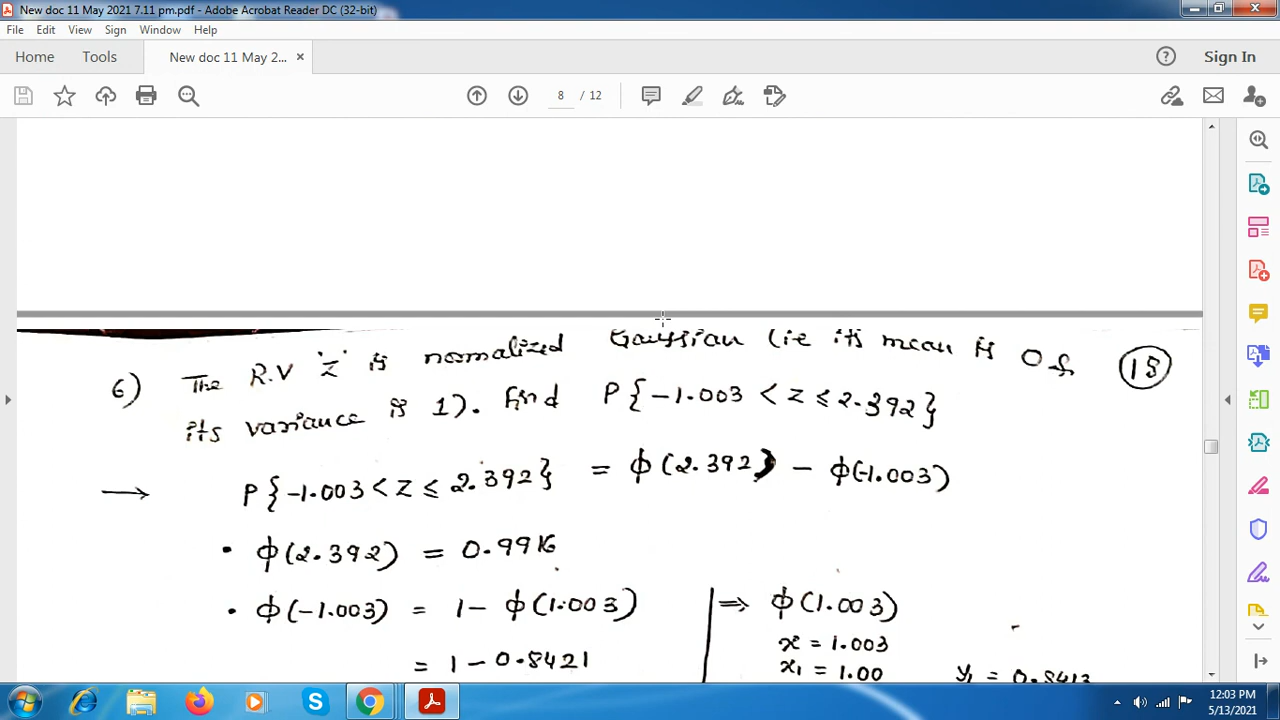 New doc 11 May 2021 7.11 pm.pdf - Adobe Acrobat Reader DC (32-bit)
File Edit View Sign Window Help
Home Tools New doc 11 May 2... × Sign In
8 / 12
6) The R.V 'z' is normalized Gaussian (ie its mean is 0 &
its variance is 1). Find P{-1.003 < z ≤ 2.392}
18
→ P{-1.003 < z ≤ 2.392} = ϕ(2.392) - ϕ(-1.003)
• ϕ(2.392) = 0.9916
• ϕ(-1.003) = 1 - ϕ(1.003)
= 1 - 0.8421
⇒ ϕ(1.003)
x = 1.003
x₁ = 1.00 y₁ = 0.8413
12:03 PM
5/13/2021